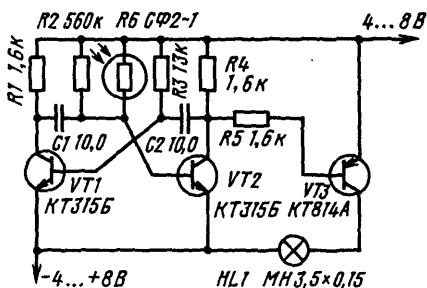 R2 560к R6 СФ2-1
4...8В
R1 1,6к
R3 13к
R4
1,6к
C1 10,0
C2 10,0
R5 1,6к
VT1
КТ315Б
VT2
КТ315Б
VT3
КТ814А
-4...+8В
HL1 МН3,5×0,15